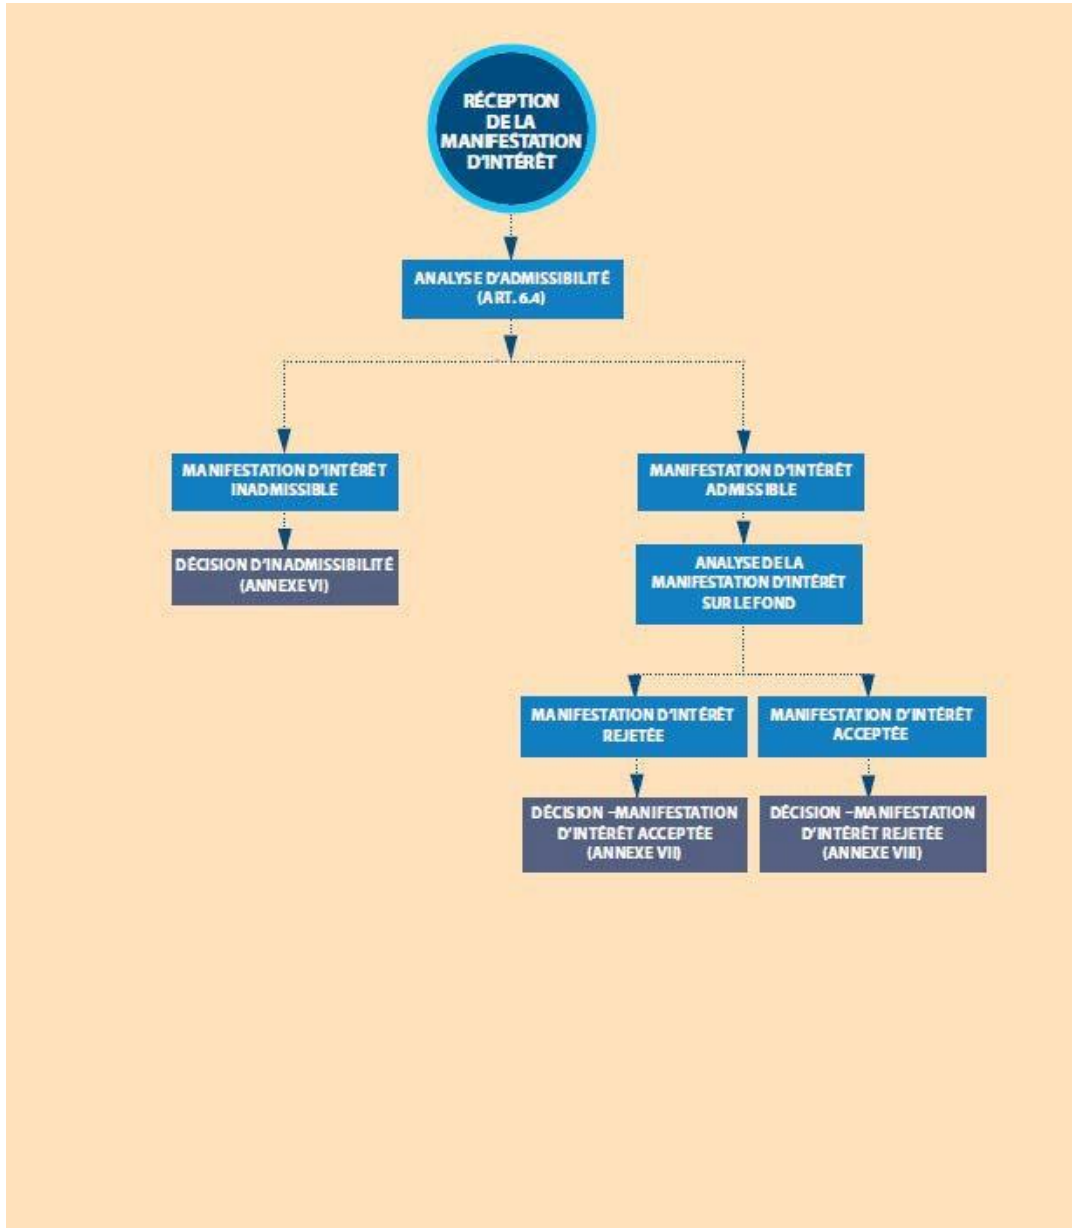 RÉCEPTION
DE LA
MANIFESTATION
D'INTÉRÊT
ANALYSE D'ADMISSIBILITÉ
(ART. 6.4)
MANIFESTATION D'INTÉRÊT
INADMISSIBLE
MANIFESTATION D'INTÉRÊT
ADMISSIBLE
DÉCISION D'INADMISSIBILITÉ
(ANNEXE VI)
ANALYSE DE LA
MANIFESTATION D'INTÉRÊT
SUR LE FOND
MANIFESTATION D'INTÉRÊT
REJETÉE
MANIFESTATION D'INTÉRÊT
ACCEPTÉE
DÉCISION –MANIFESTATION
D'INTÉRÊT ACCEPTÉE
(ANNEXE VII)
DÉCISION –MANIFESTATION
D'INTÉRÊT REJETÉE
(ANNEXE VIII)